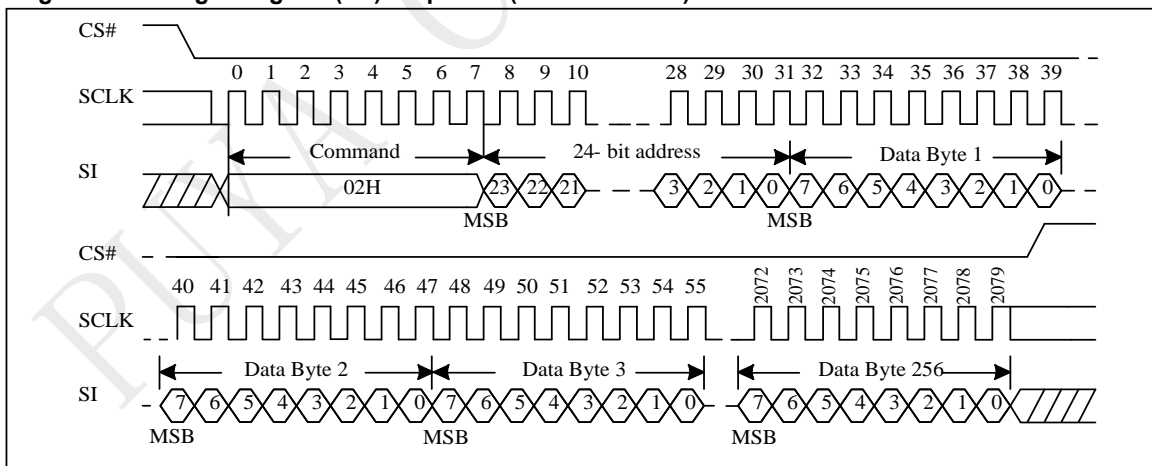 CS#
0 1 2 3 4 5 6 7 8 9 10 28 29 30 31 32 33 34 35 36 37 38 39
SCLK
Command 24- bit address Data Byte 1
SI
02H 23 22 21 3 2 1 0 7 6 5 4 3 2 1 0
MSB MSB
CS#
40 41 42 43 44 45 46 47 48 49 50 51 52 53 54 55 2072 2073 2074 2075 2076 2077 2078 2079
SCLK
Data Byte 2 Data Byte 3 Data Byte 256
SI
7 6 5 4 3 2 1 0 7 6 5 4 3 2 1 0 7 6 5 4 3 2 1 0
MSB MSB MSB
PUYA